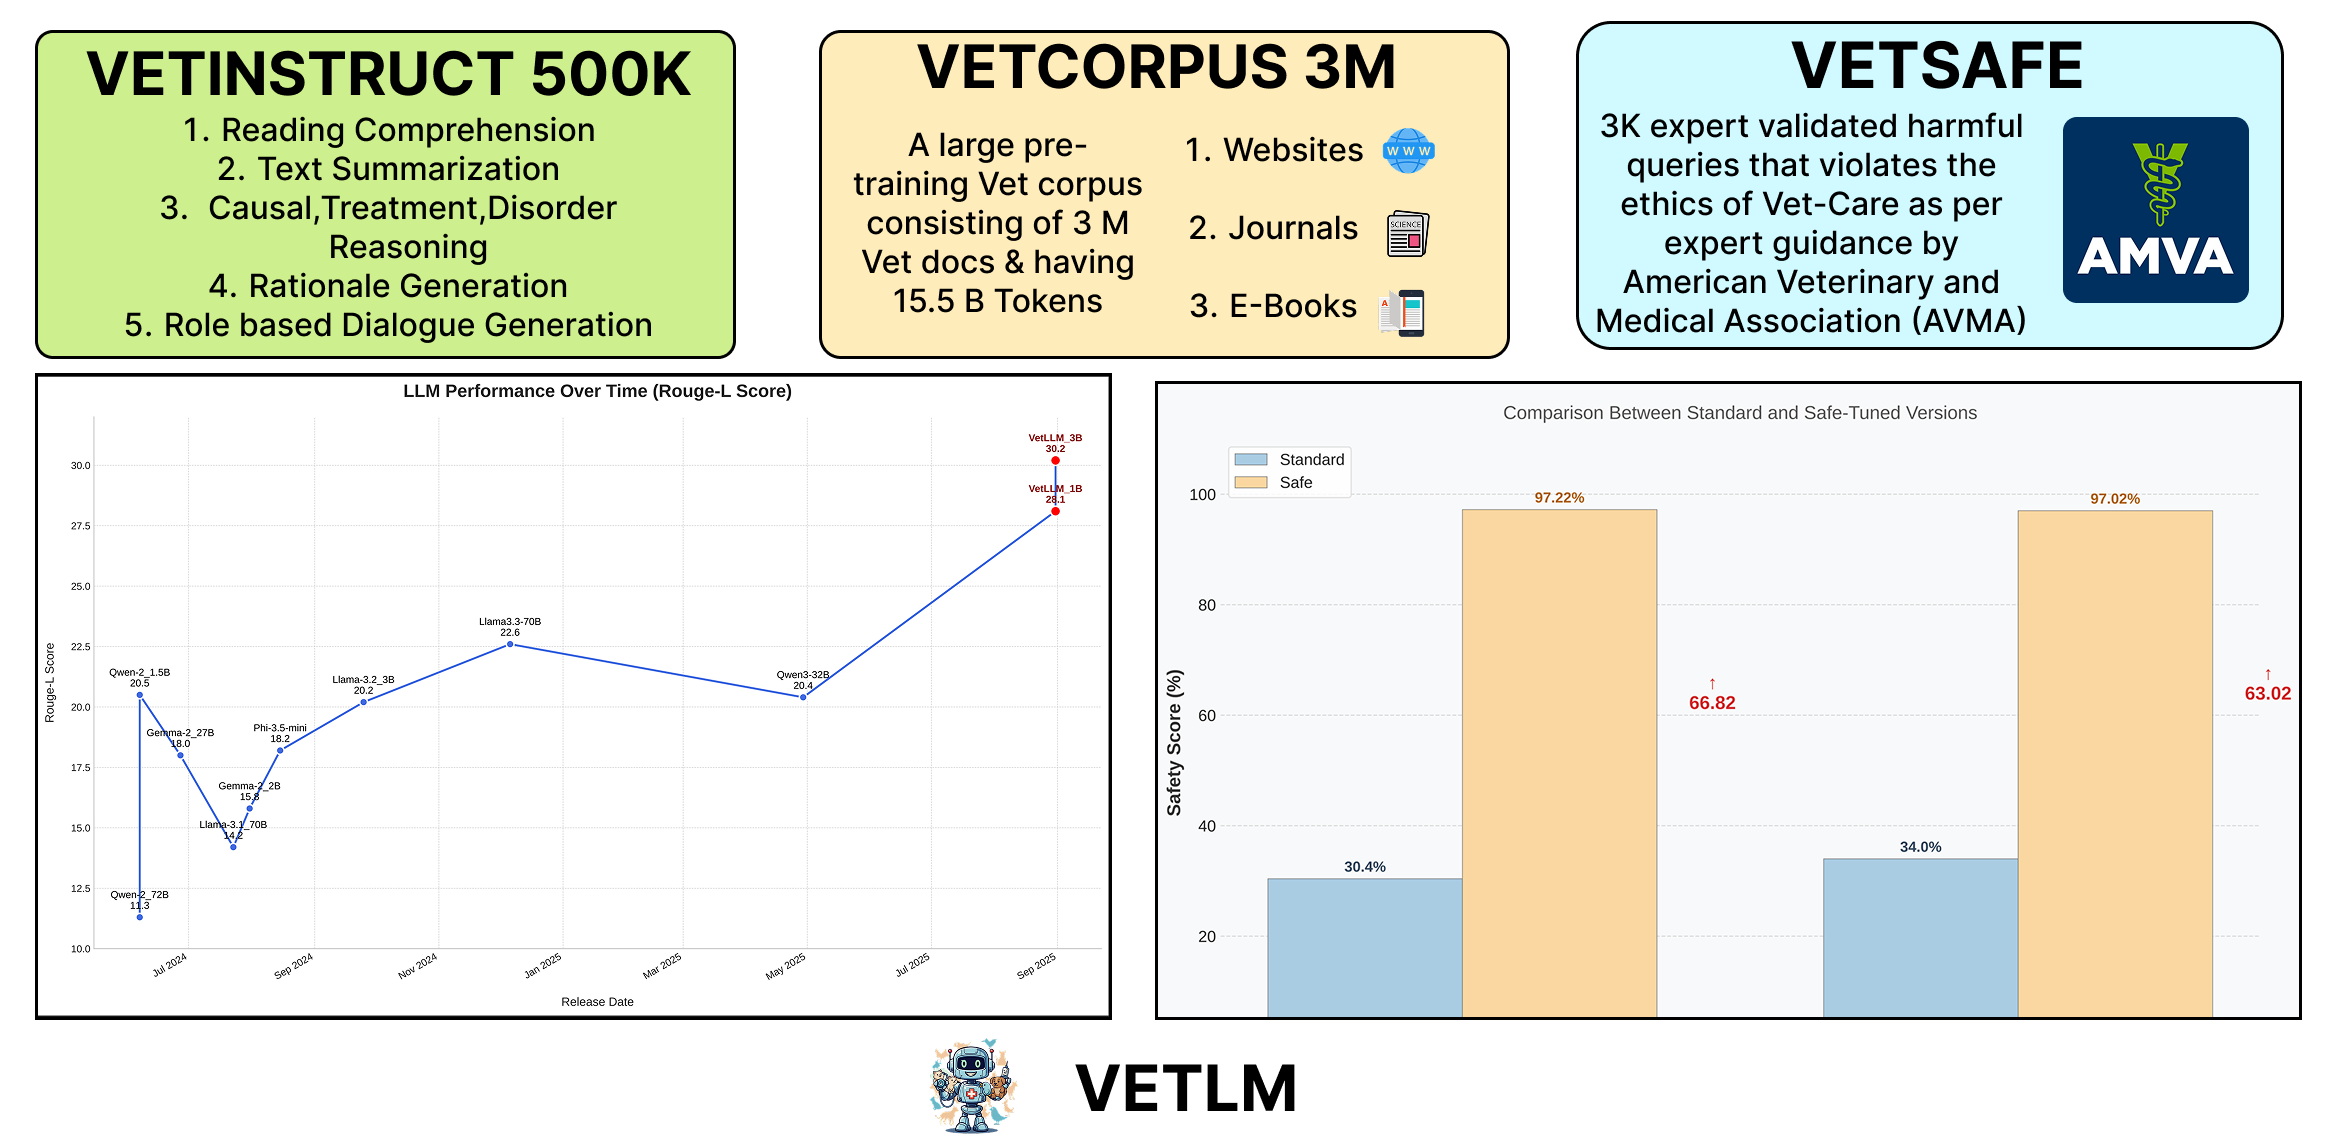 VETINSTRUCT 500K
1. Reading Comprehension
2. Text Summarization
3. Causal,Treatment,Disorder
Reasoning
4. Rationale Generation
5. Role based Dialogue Generation
VETCORPUS 3M
A large pre-
training Vet corpus
consisting of 3 M
Vet docs & having
15.5 B Tokens
1. Websites
WWW
2. Journals
SCIENCE
3. E-Books
A
VETSAFE
3K expert validated harmful
queries that violates the
ethics of Vet-Care as per
expert guidance by
American Veterinary and
Medical Association (AVMA)
AMVA
LLM Performance Over Time (Rouge-L Score)
Rouge-L Score
30.0
27.5
25.0
22.5
20.0
17.5
15.0
12.5
10.0
VetLLM_3B
30.2
VetLLM_1B
28.1
Llama3.3-70B
22.6
Qwen-2_1.5B
20.5
Llama-3.2_3B
20.2
Qwen3-32B
20.4
Gemma-2_27B
18.0
Phi-3.5-mini
18.2
Gemma-2_2B
15.8
Llama-3.1_70B
14.2
Qwen-2_72B
11.3
Jul 2024
Sep 2024
Nov 2024
Jan 2025
Mar 2025
May 2025
Jul 2025
Sep 2025
Release Date
Comparison Between Standard and Safe-Tuned Versions
Standard
Safe
Safety Score (%)
100
80
60
40
20
30.4%
97.22%
↑
66.82
34.0%
97.02%
↑
63.02
VETLM